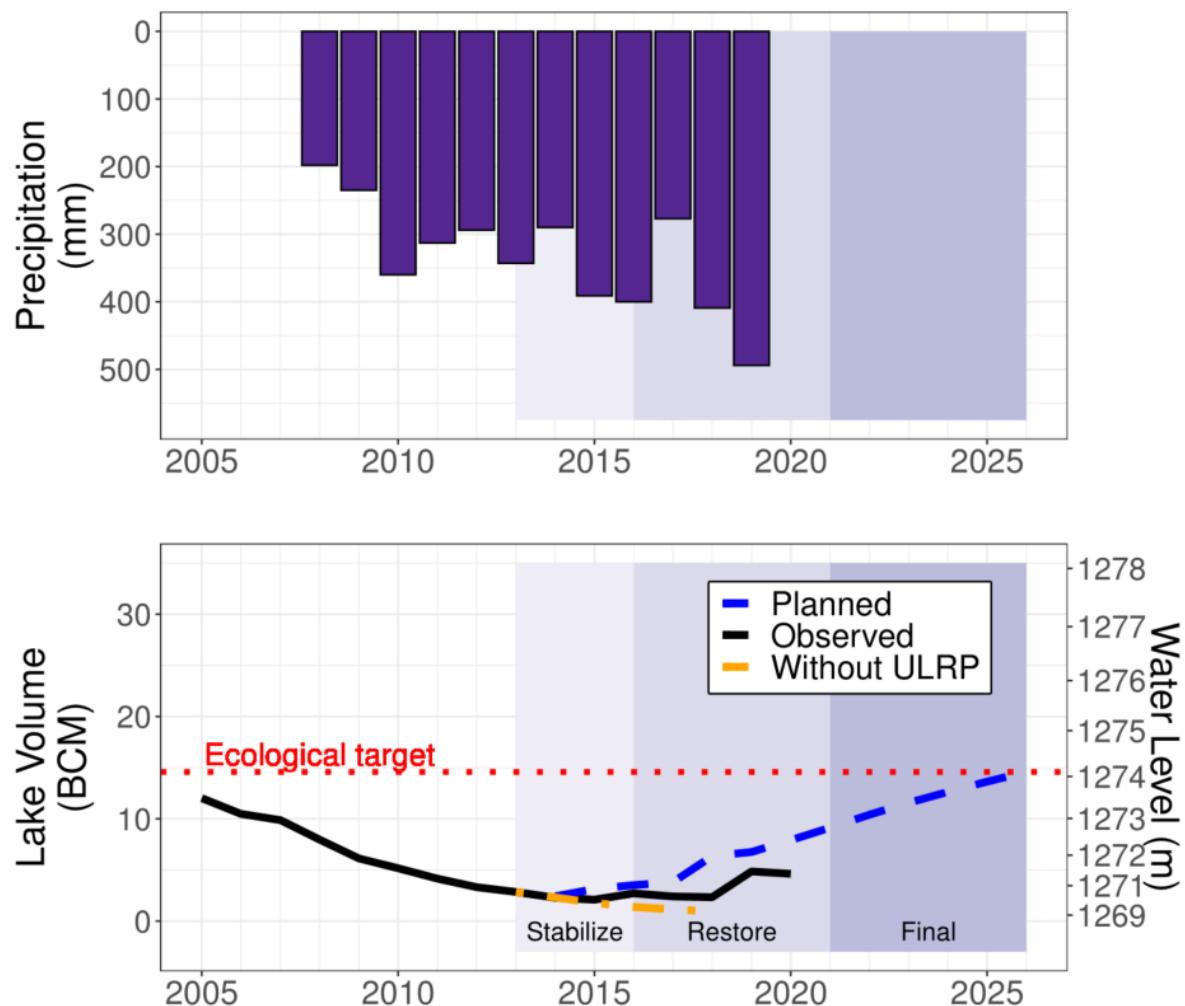 Precipitation
(mm)
0
100
200
300
400
500
2005
2010
2015
2020
2025
Lake Volume
(BCM)
30
20
10
0
Ecological target
Planned
Observed
Without ULRP
Stabilize
Restore
Final
1278
1277
1276
1275
1274
1273
1272
1271
1269
Water Level (m)
2005
2010
2015
2020
2025